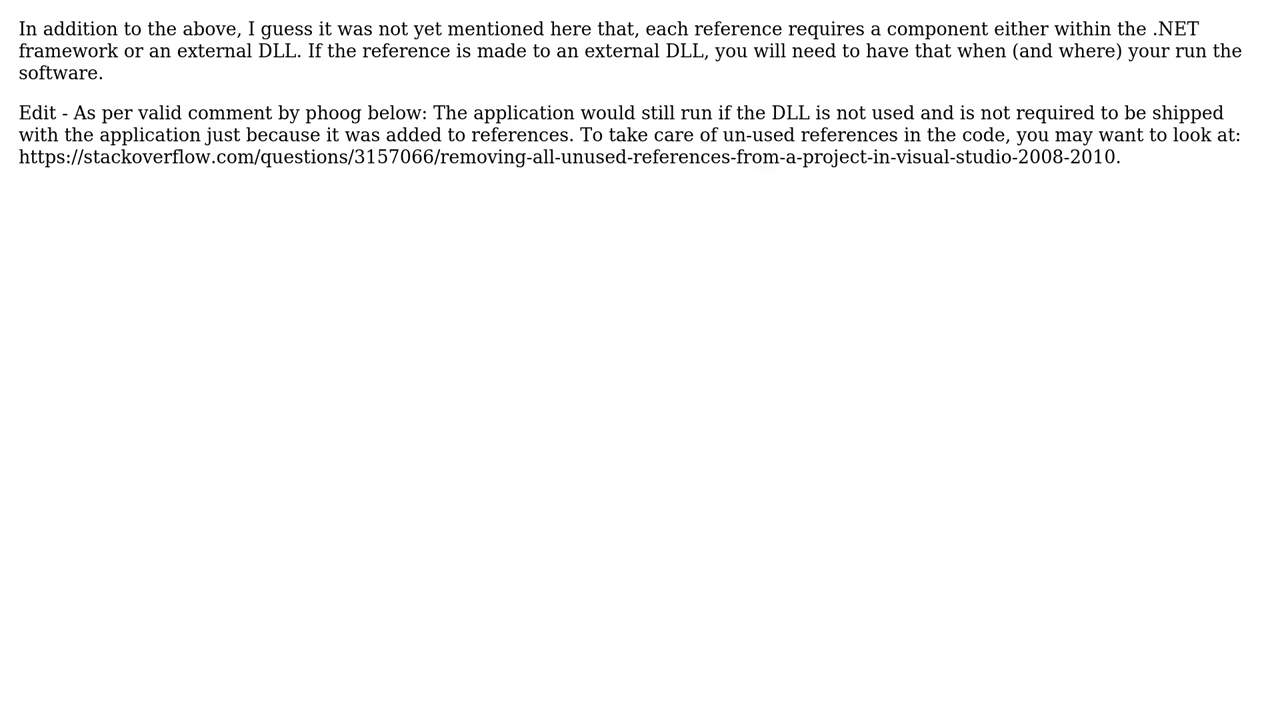 In addition to the above, I guess it was not yet mentioned here that, each reference requires a component either within the .NET
framework or an external DLL. If the reference is made to an external DLL, you will need to have that when (and where) your run the
software.
Edit - As per valid comment by phoog below: The application would still run if the DLL is not used and is not required to be shipped
with the application just because it was added to references. To take care of un-used references in the code, you may want to look at:
https://stackoverflow.com/questions/3157066/removing-all-unused-references-from-a-project-in-visual-studio-2008-2010.